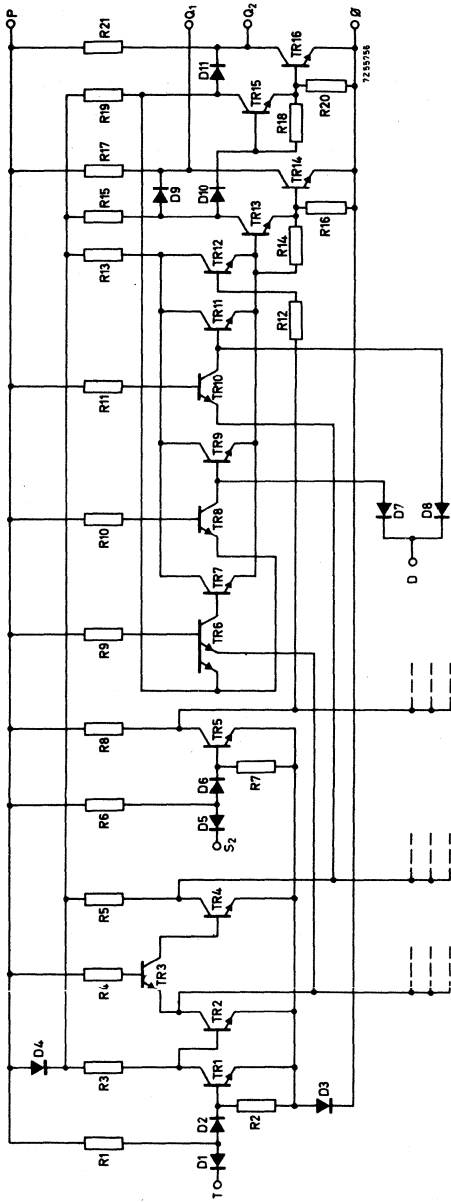 P
Q1
Q2
Ø
7255756
R21
R19
R17
R15
R13
R11
R10
R9
R8
R6
R5
R4
R3
R1
D4
D11
TR16
TR15
R20
R18
D9
D10
TR14
TR13
R16
R14
TR12
R12
TR11
TR10
TR9
TR8
TR7
TR6
D7
D8
D
TR5
D6
D5
R7
S2
TR4
TR3
TR2
TR1
D2
D1
R2
D3
T